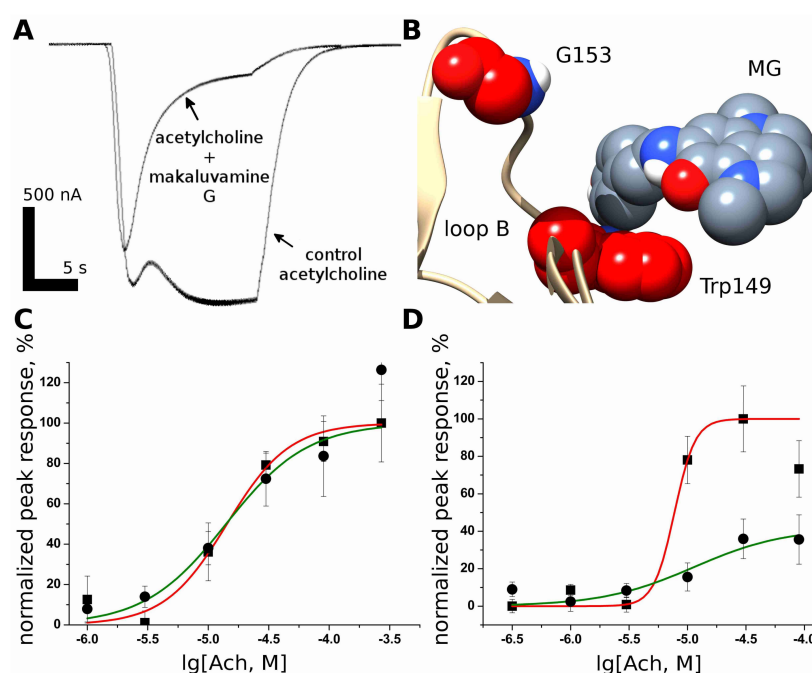 A
acetylcholine
+
makaluvamine
G
500 nA
5 s
control
acetylcholine
B
G153
MG
loop B
Trp149
C
normalized peak response, %
120
100
80
60
40
20
0
-6.0
-5.5
-5.0
-4.5
-4.0
-3.5
lg[Ach, M]
D
normalized peak response, %
120
100
80
60
40
20
0
-6.5
-6.0
-5.5
-5.0
-4.5
-4.0
lg[Ach, M]